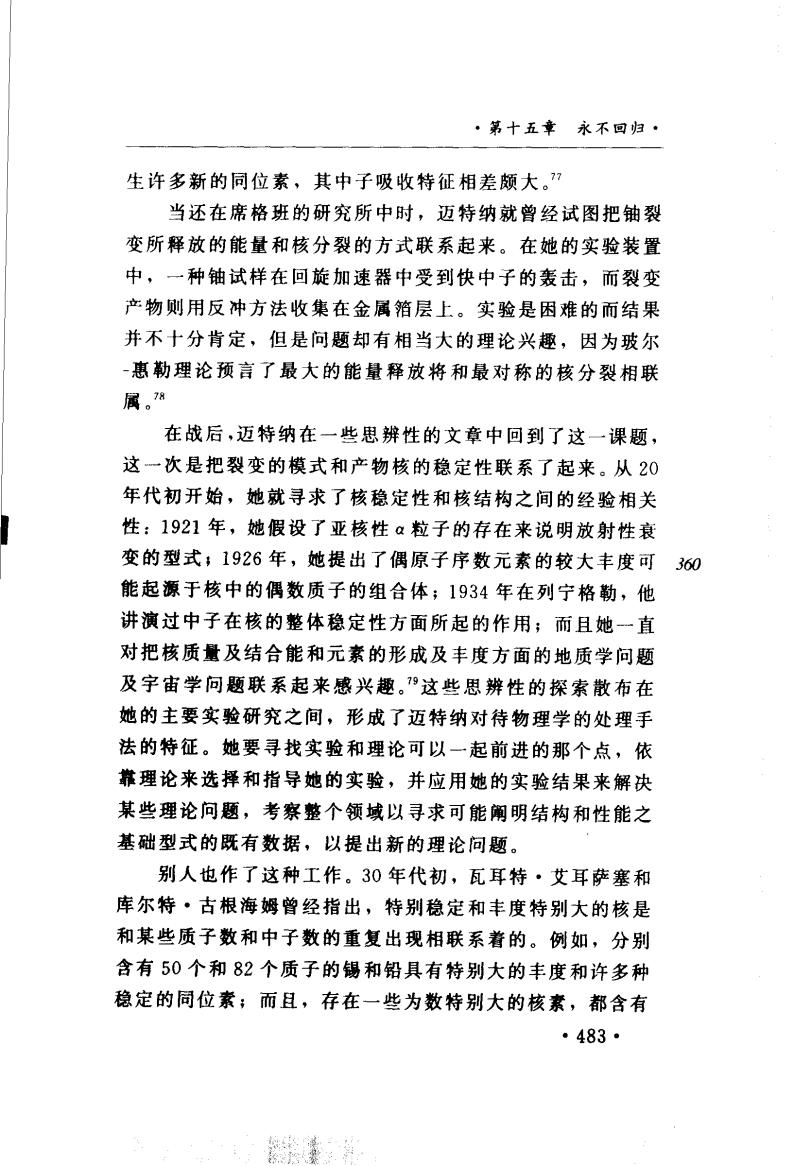 ·第十五章 永不回归·
生许多新的同位素，其中子吸收特征相差颇大。77
当还在席格班的研究所中时，迈特纳就曾经试图把铀裂
变所释放的能量和核分裂的方式联系起来。在她的实验装置
中，一种铀试样在回旋加速器中受到快中子的轰击，而裂变
产物则用反冲方法收集在金属箔层上。实验是困难的而结果
并不十分肯定，但是问题却有相当大的理论兴趣，因为玻尔
-惠勒理论预言了最大的能量释放将和最对称的核分裂相联
属。78
在战后，迈特纳在一些思辨性的文章中回到了这一课题，
这一次是把裂变的模式和产物核的稳定性联系了起来。从20
年代初开始，她就寻求了核稳定性和核结构之间的经验相关
性：1921年，她假设了亚核性α粒子的存在来说明放射性衰
变的型式；1926年，她提出了偶原子序数元素的较大丰度可
360
能起源于核中的偶数质子的组合体；1934年在列宁格勒，他
讲演过中子在核的整体稳定性方面所起的作用；而且她一直
对把核质量及结合能和元素的形成及丰度方面的地质学问题
及宇宙学问题联系起来感兴趣。79这些思辨性的探索散布在
她的主要实验研究之间，形成了迈特纳对待物理学的处理手
法的特征。她要寻找实验和理论可以一起前进的那个点，依
靠理论来选择和指导她的实验，并应用她的实验结果来解决
某些理论问题，考察整个领域以寻求可能阐明结构和性能之
基础型式的既有数据，以提出新的理论问题。
别人也作了这种工作。30年代初，瓦耳特·艾耳萨塞和
库尔特·古根海姆曾经指出，特别稳定和丰度特别大的核是
和某些质子数和中子数的重复出现相联系着的。例如，分别
含有50个和82个质子的锡和铅具有特别大的丰度和许多种
稳定的同位素；而且，存在一些为数特别大的核素，都含有
·483·